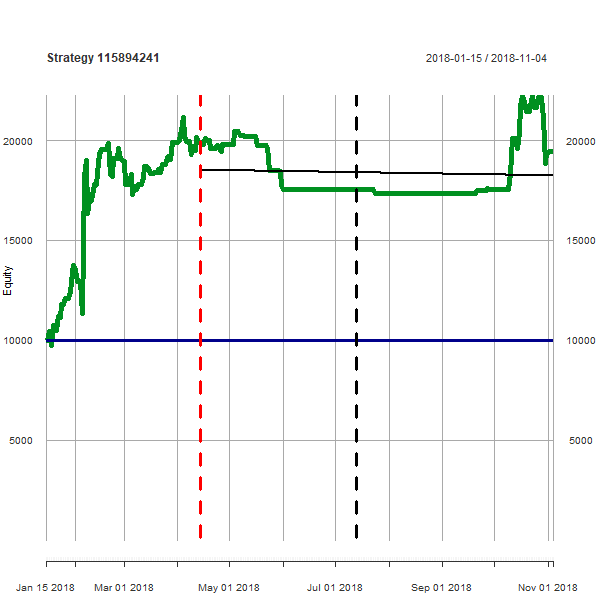 Strategy 115894241
2018-01-15 / 2018-11-04
20000
20000
15000
15000
Equity
10000
10000
5000
5000
Jan 15 2018
Mar 01 2018
May 01 2018
Jul 01 2018
Sep 01 2018
Nov 01 2018